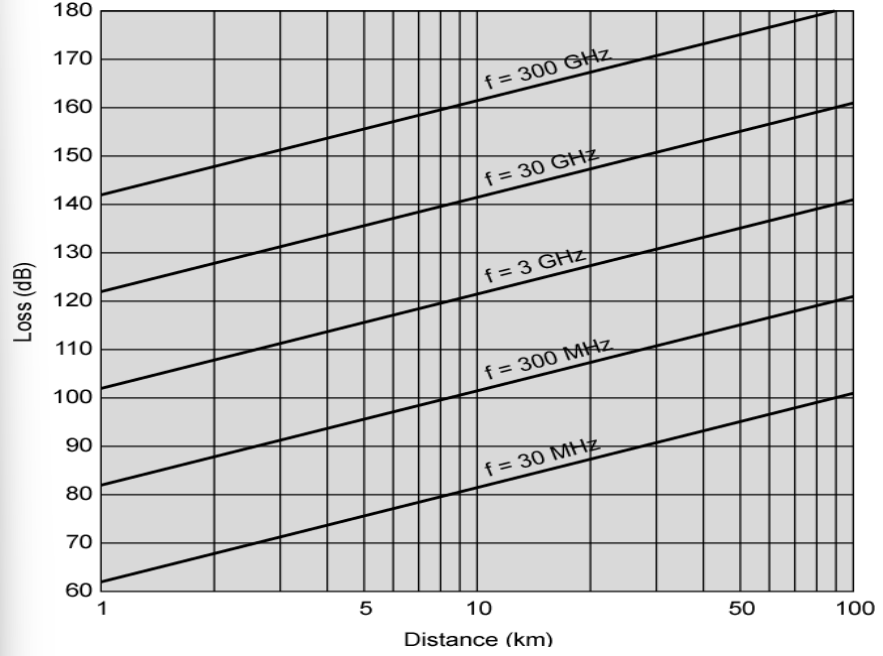 180
170
160
150
140
130
120
110
100
90
80
70
60
Loss (dB)
f = 300 GHz
f = 30 GHz
f = 3 GHz
f = 300 MHz
f = 30 MHz
1 5 10 50 100
Distance (km)